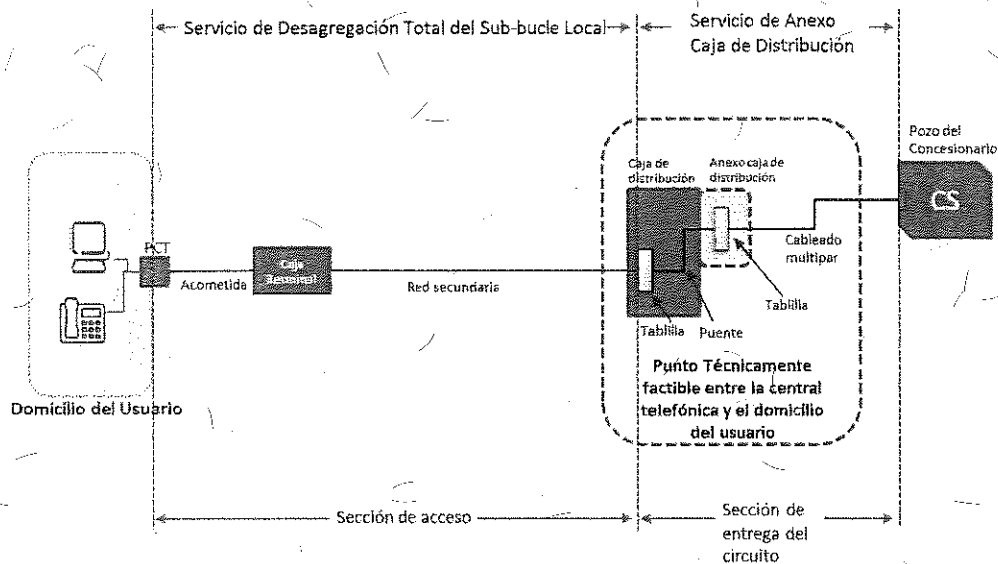 Servicio de Desagregación Total del Sub-bucle Local
Servicio de Anexo
Caja de Distribución
Pozo del
Concesionario
CS
Caja de
distribución
Anexo caja de
distribución
PCT
Caja
Terminal
Acometida
Red secundaria
Cableado
multipar
Tablilla
Tablilla
Puente
Domicilio del Usuario
Punto Técnicamente
factible entre la central
telefónica y el domicilio
del usuario
Sección de acceso
Sección de
entrega del
circuito